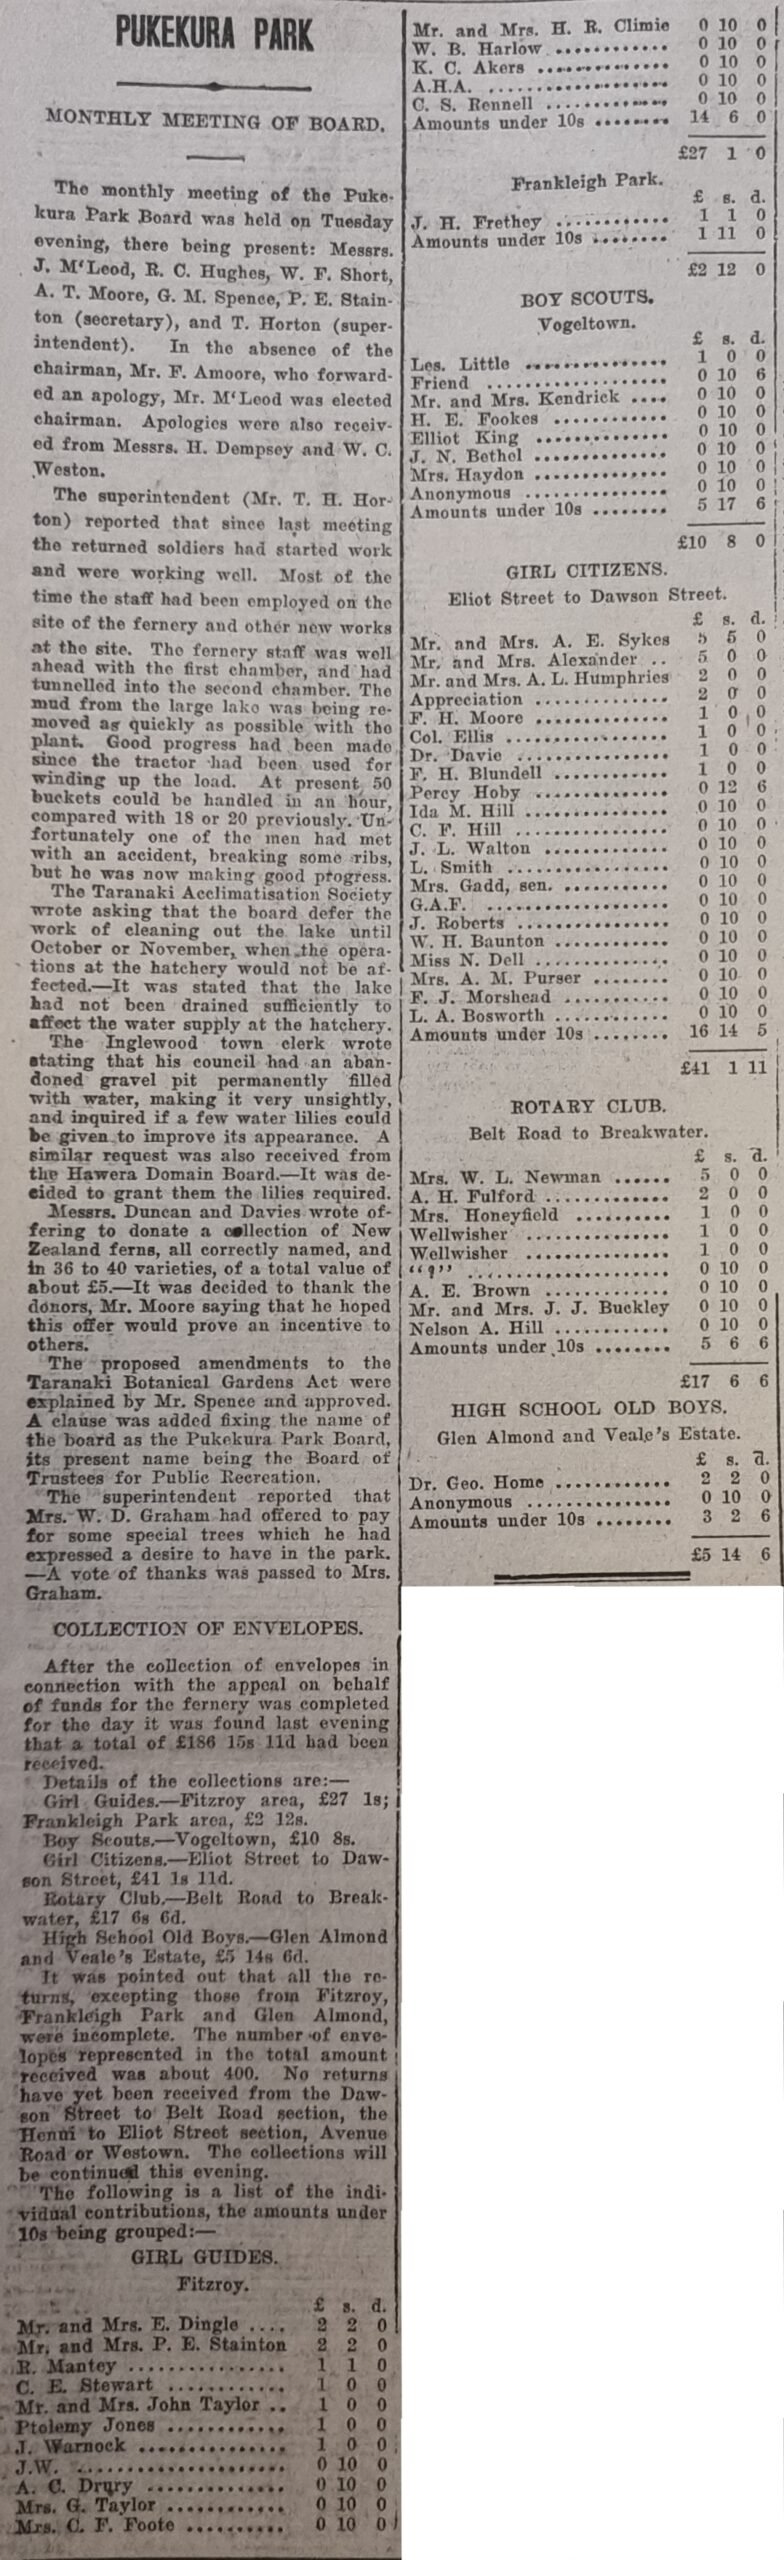 PUKEKURA PARK
MONTHLY MEETING OF BOARD.
The monthly meeting of the Puke-
kura Park Board was held on Tuesday
evening, there being present: Messrs.
J. M'Leod, R. C. Hughes, W. F. Short,
A. T. Moore, G. M. Spence, P. E. Stain-
ton (secretary), and T. Horton (super-
intendent). In the absence of the
chairman, Mr. F. Amoore, who forward-
ed an apology, Mr. M'Leod was elected
chairman. Apologies were also receiv-
ed from Messrs. H. Dempsey and W. C.
Weston.
The superintendent (Mr. T. H. Hor-
ton) reported that since last meeting
the returned soldiers had started work
and were working well. Most of the
time the staff had been employed on the
site of the fernery and other new works
at the site. The fernery staff was well
ahead with the first chamber, and had
tunnelled into the second chamber. The
mud from the large lake was being re-
moved as quickly as possible with the
plant. Good progress had been made
since the tractor had been used for
winding up the load. At present 50
buckets could be handled in an hour,
compared with 18 or 20 previously. Un-
fortunately one of the men had met
with an accident, breaking some ribs,
but he was now making good progress.
The Taranaki Acclimatisation Society
wrote asking that the board defer the
work of cleaning out the lake until
October or November, when the opera-
tions at the hatchery would not be af-
fected.—It was stated that the lake
had not been drained sufficiently to
affect the water supply at the hatchery.
The Inglewood town clerk wrote
stating that his council had an aban-
doned gravel pit permanently filled
with water, making it very unsightly,
and inquired if a few water lilies could
be given to improve its appearance. A
similar request was also received from
the Hawera Domain Board.—It was de-
cided to grant them the lilies required.
Messrs. Duncan and Davies wrote of-
fering to donate a collection of New
Zealand ferns, all correctly named, and
in 36 to 40 varieties, of a total value of
about £5.—It was decided to thank the
donors, Mr. Moore saying that he hoped
this offer would prove an incentive to
others.
The proposed amendments to the
Taranaki Botanical Gardens Act were
explained by Mr. Spence and approved.
A clause was added fixing the name of
the board as the Pukekura Park Board,
its present name being the Board of
Trustees for Public Recreation.
The superintendent reported that
Mrs. W. D. Graham had offered to pay
for some special trees which he had
expressed a desire to have in the park.
—A vote of thanks was passed to Mrs.
Graham.
COLLECTION OF ENVELOPES.
After the collection of envelopes in
connection with the appeal on behalf
of funds for the fernery was completed
for the day it was found last evening
that a total of £186 15s 11d had been
received.
Details of the collections are:—
Girl Guides.—Fitzroy area, £27 1s;
Frankleigh Park area, £2 12s.
Boy Scouts.—Vogeltown, £10 8s.
Girl Citizens.—Eliot Street to Daw-
son Street, £41 1s 11d.
Rotary Club.—Belt Road to Break-
water, £17 6s 6d.
High School Old Boys.—Glen Almond
and Veale's Estate, £5 14s 6d.
It was pointed out that all the re-
turns, excepting those from Fitzroy,
Frankleigh Park and Glen Almond,
were incomplete. The number of enve-
lopes represented in the total amount
received was about 400. No returns
have yet been received from the Daw-
son Street to Belt Road section, the
Henui to Eliot Street section, Avenue
Road or Westown. The collections will
be continued this evening.
The following is a list of the indi-
vidual contributions, the amounts under
10s being grouped:—
GIRL GUIDES.
Fitzroy.
£ s. d.
Mr. and Mrs. E. Dingle .... 2 2 0
Mr. and Mrs. P. E. Stainton 2 2 0
R. Mantey ................ 1 1 0
C. E. Stewart ............ 1 0 0
Mr. and Mrs. John Taylor .. 1 0 0
Ptolemy Jones ............ 1 0 0
J. Warnock ............... 1 0 0
J.W. ..................... 0 10 0
A. C. Drury .............. 0 10 0
Mrs. G. Taylor ............ 0 10 0
Mrs. C. F. Foote .......... 0 10 0
Mr. and Mrs. H. R. Climie 0 10 0
W. B. Harlow ............ 0 10 0
K. C. Akers .............. 0 10 0
A.H.A. ................... 0 10 0
C. S. Rennell ............ 0 10 0
Amounts under 10s ........ 14 6 0
£27 1 0
Frankleigh Park.
£ s. d.
J. H. Frethey ............ 1 1 0
Amounts under 10s ........ 1 11 0
£2 12 0
BOY SCOUTS.
Vogeltown.
£ s. d.
Les. Little ............... 1 0 0
Friend ................... 0 10 6
Mr. and Mrs. Kendrick .... 0 10 0
H. E. Fookes ............ 0 10 0
Elliot King .............. 0 10 0
J. N. Bethel .............. 0 10 0
Mrs. Haydon .............. 0 10 0
Anonymous ............... 0 10 0
Amounts under 10s ........ 5 17 6
£10 8 0
GIRL CITIZENS.
Eliot Street to Dawson Street.
£ s. d.
Mr. and Mrs. A. E. Sykes 5 5 0
Mr. and Mrs. Alexander .. 5 0 0
Mr. and Mrs. A. L. Humphries 2 0 0
Appreciation .............. 2 0 0
F. H. Moore .............. 1 0 0
Col. Ellis ................. 1 0 0
Dr. Davie ................ 1 0 0
F. H. Blundell ............ 1 0 0
Percy Hoby .............. 0 12 6
Ida M. Hill ............... 0 10 0
C. F. Hill ................ 0 10 0
J. L. Walton ............. 0 10 0
L. Smith ................. 0 10 0
Mrs. Gadd, sen. ........... 0 10 0
G.A.F. ................... 0 10 0
J. Roberts ................ 0 10 0
W. H. Baunton ............ 0 10 0
Miss N. Dell .............. 0 10 0
Mrs. A. M. Purser ........ 0 10 0
F. J. Morshead ........... 0 10 0
L. A. Bosworth ........... 0 10 0
Amounts under 10s ........ 16 14 5
£41 1 11
ROTARY CLUB.
Belt Road to Breakwater.
£ s. d.
Mrs. W. L. Newman ...... 5 0 0
A. H. Fulford ............. 2 0 0
Mrs. Honeyfield .......... 1 0 0
Wellwisher ............... 1 0 0
Wellwisher ............... 1 0 0
"?" ...................... 0 10 0
A. E. Brown .............. 0 10 0
Mr. and Mrs. J. J. Buckley 0 10 0
Nelson A. Hill ............ 0 10 0
Amounts under 10s ........ 5 6 6
£17 6 6
HIGH SCHOOL OLD BOYS.
Glen Almond and Veale's Estate.
£ s. d.
Dr. Geo. Home ............ 2 2 0
Anonymous ............... 0 10 0
Amounts under 10s ........ 3 2 6
£5 14 6